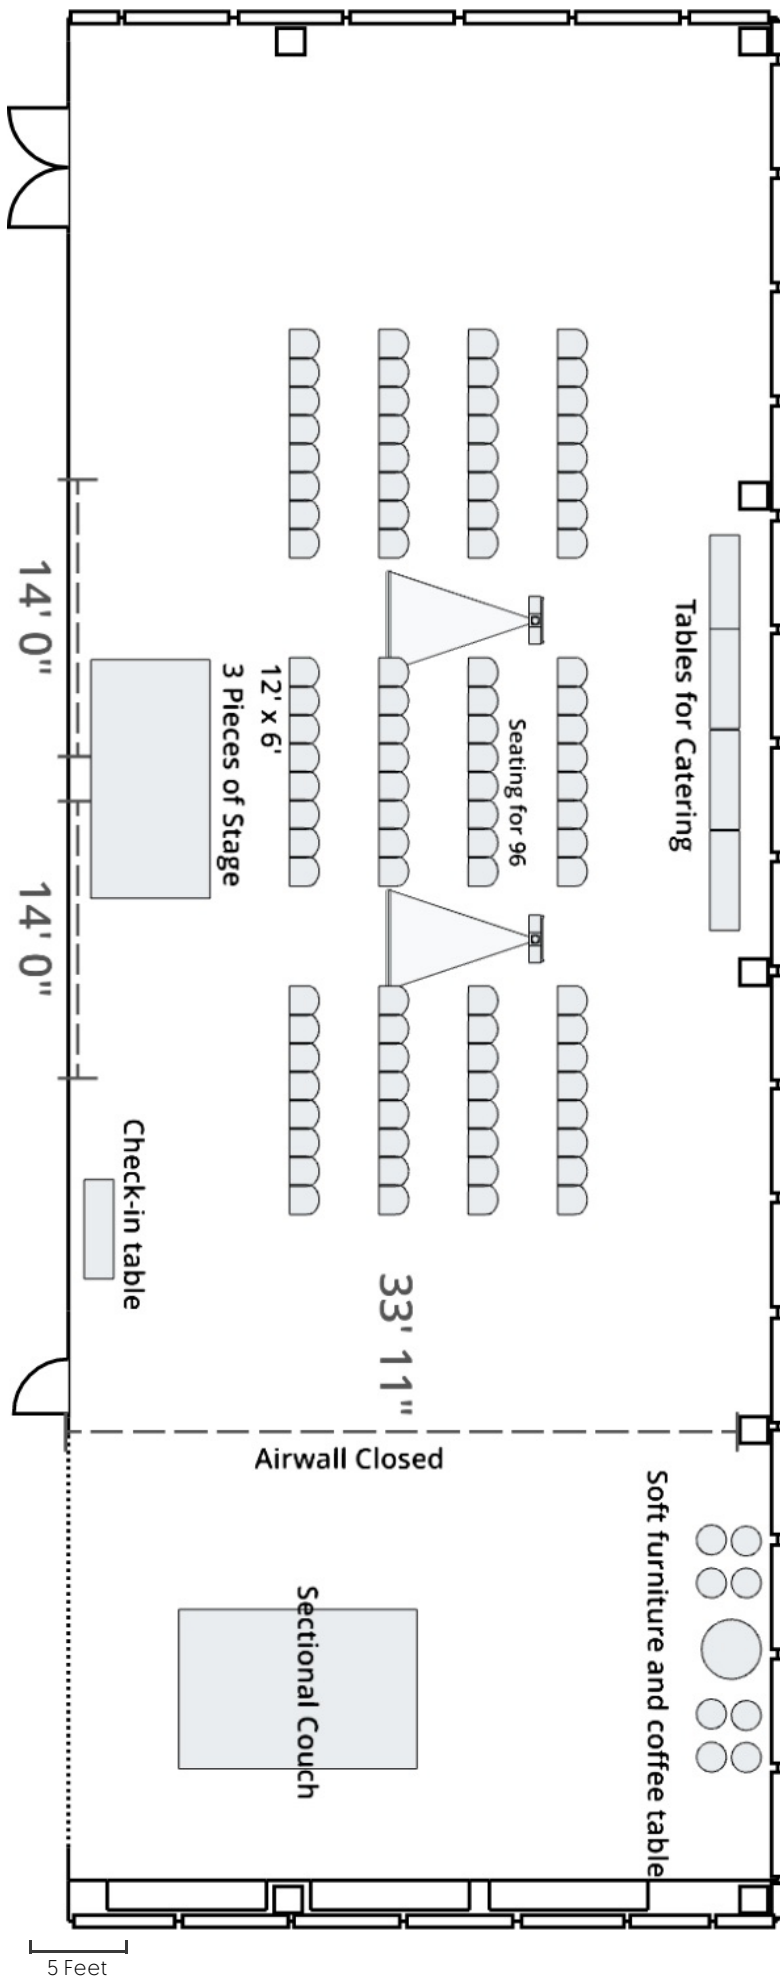 14' 0"
12' x 6'
3 Pieces of Stage
Seating for 96
Tables for Catering
14' 0"
Check-in table
33' 11"
Airwall Closed
Soft furniture and coffee table
Sectional Couch
5 Feet